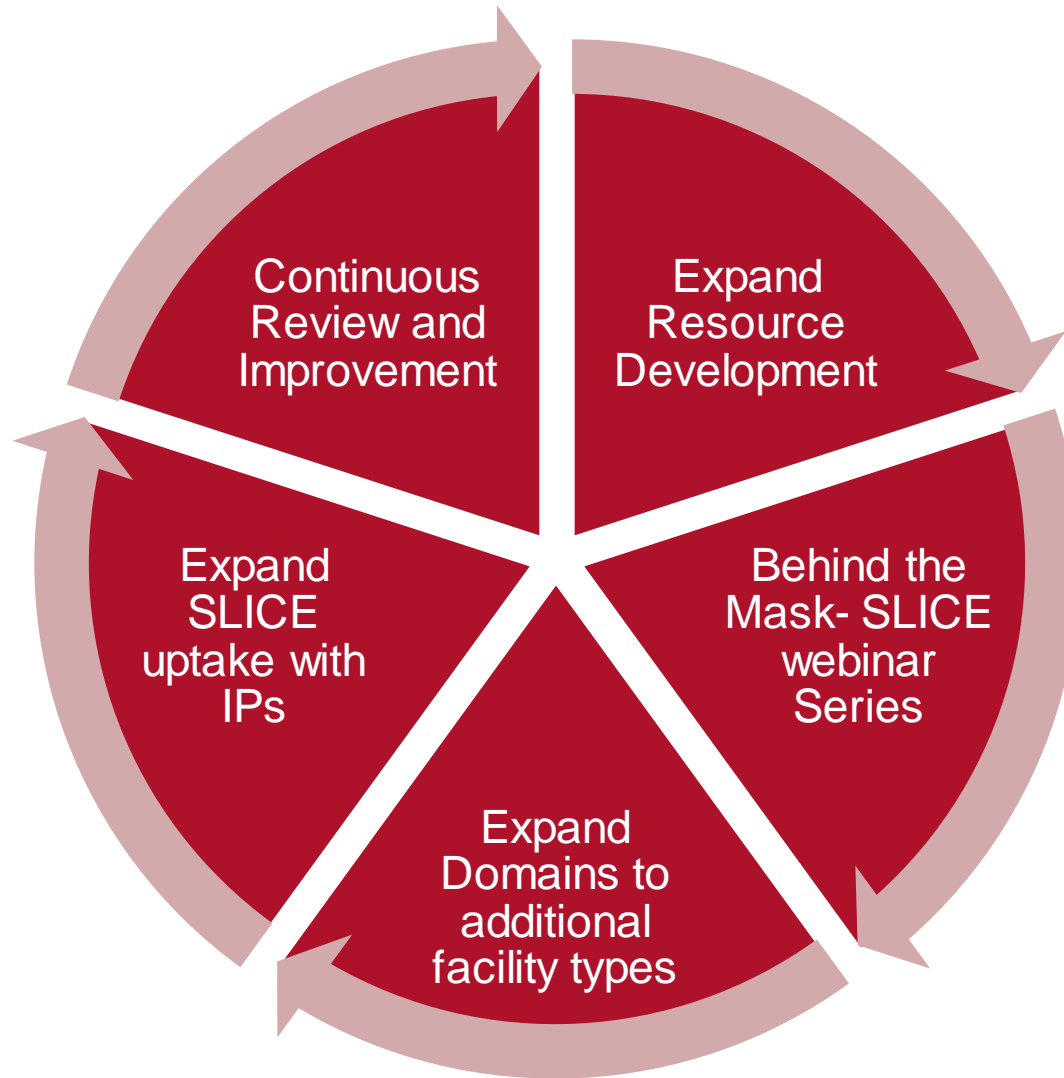 Continuous
Review and
Improvement
Expand
Resource
Development
Behind the
Mask- SLICE
webinar
Series
Expand
Domains to
additional
facility types
Expand
SLICE
uptake with
IPs